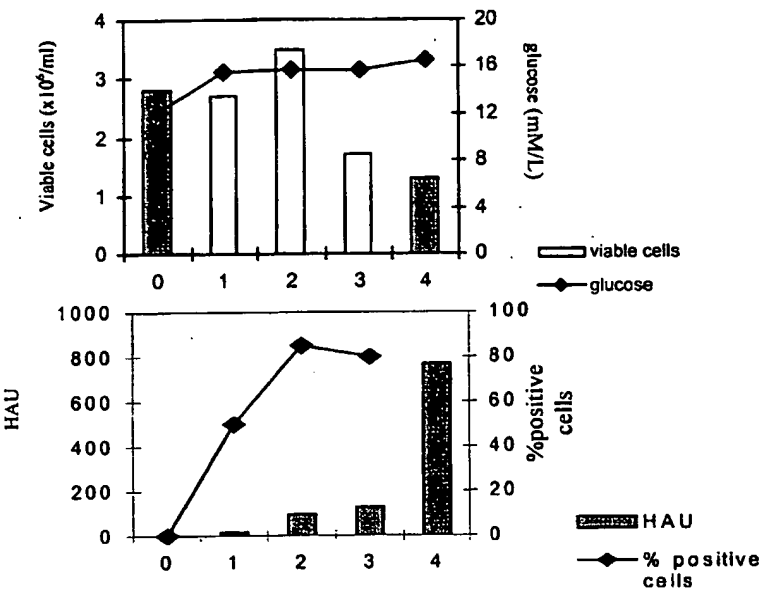 4
3
2
1
0
Viable cells (x10⁶/ml)
20
16
12
8
4
0
glucose (mM/L)
0 1 2 3 4
viable cells
glucose
1000
800
600
400
200
0
HAU
100
80
60
40
20
0
%positive
cells
0 1 2 3 4
HAU
% positive
cells